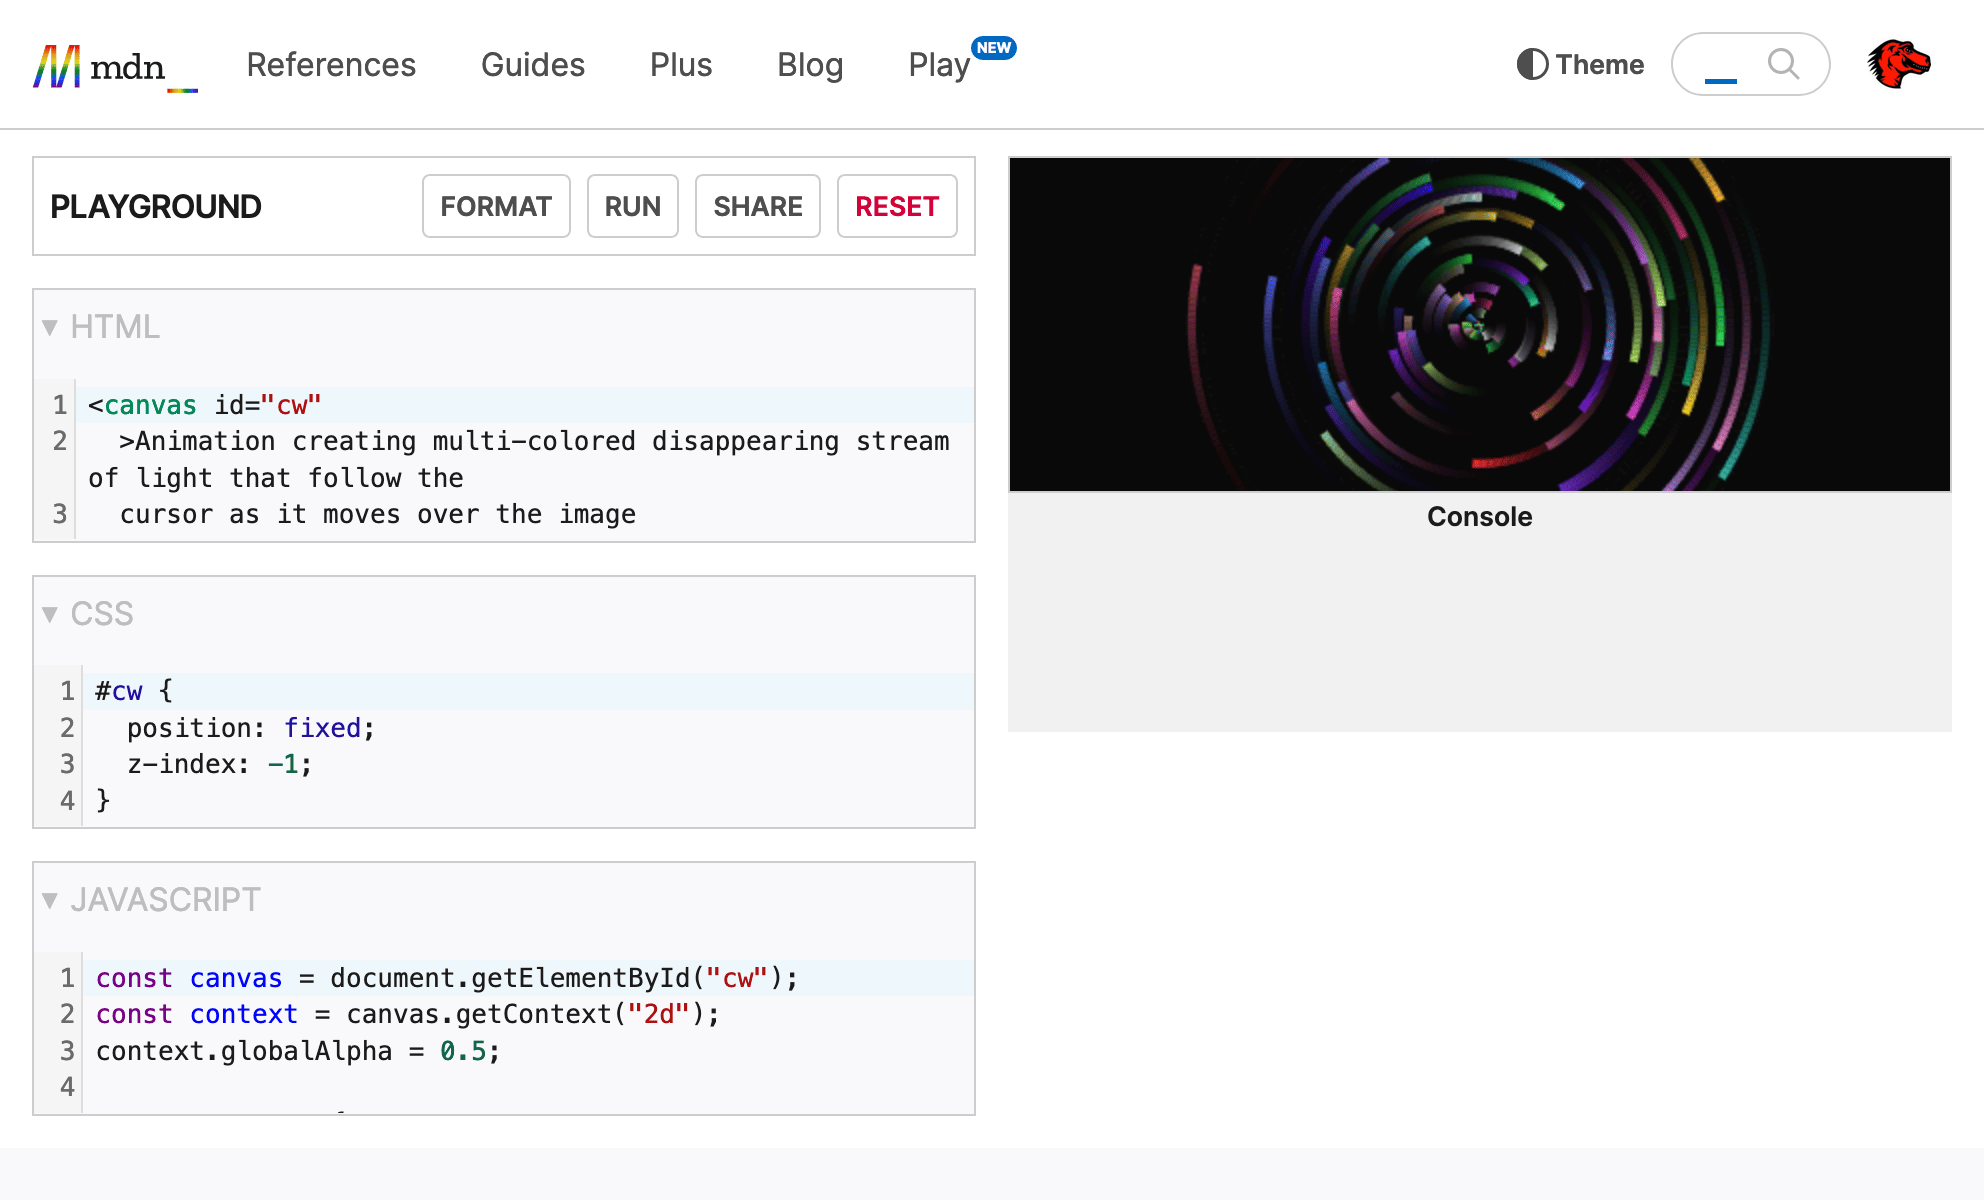 mdn_ References Guides Plus Blog Play NEW Theme
PLAYGROUND FORMAT RUN SHARE RESET
▼ HTML
1 <canvas id="cw"
2   >Animation creating multi-colored disappearing stream
of light that follow the
3   cursor as it moves over the image
▼ CSS
1 #cw {
2   position: fixed;
3   z-index: -1;
4 }
▼ JAVASCRIPT
1 const canvas = document.getElementById("cw");
2 const context = canvas.getContext("2d");
3 context.globalAlpha = 0.5;
4
Console